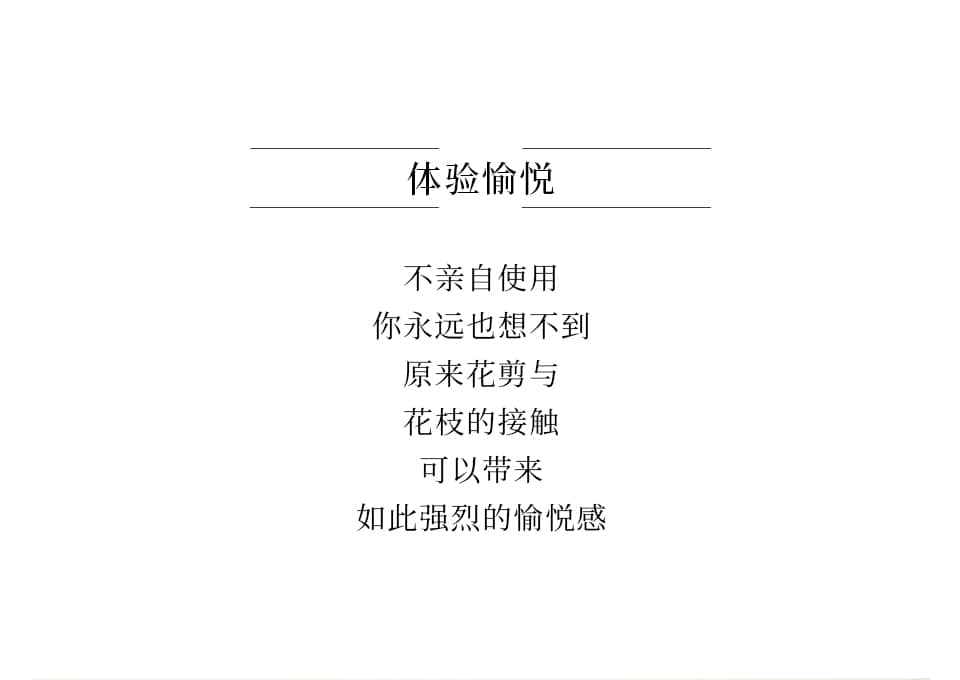 体验愉悦
不亲自使用
你永远也想不到
原来花剪与
花枝的接触
可以带来
如此强烈的愉悦感